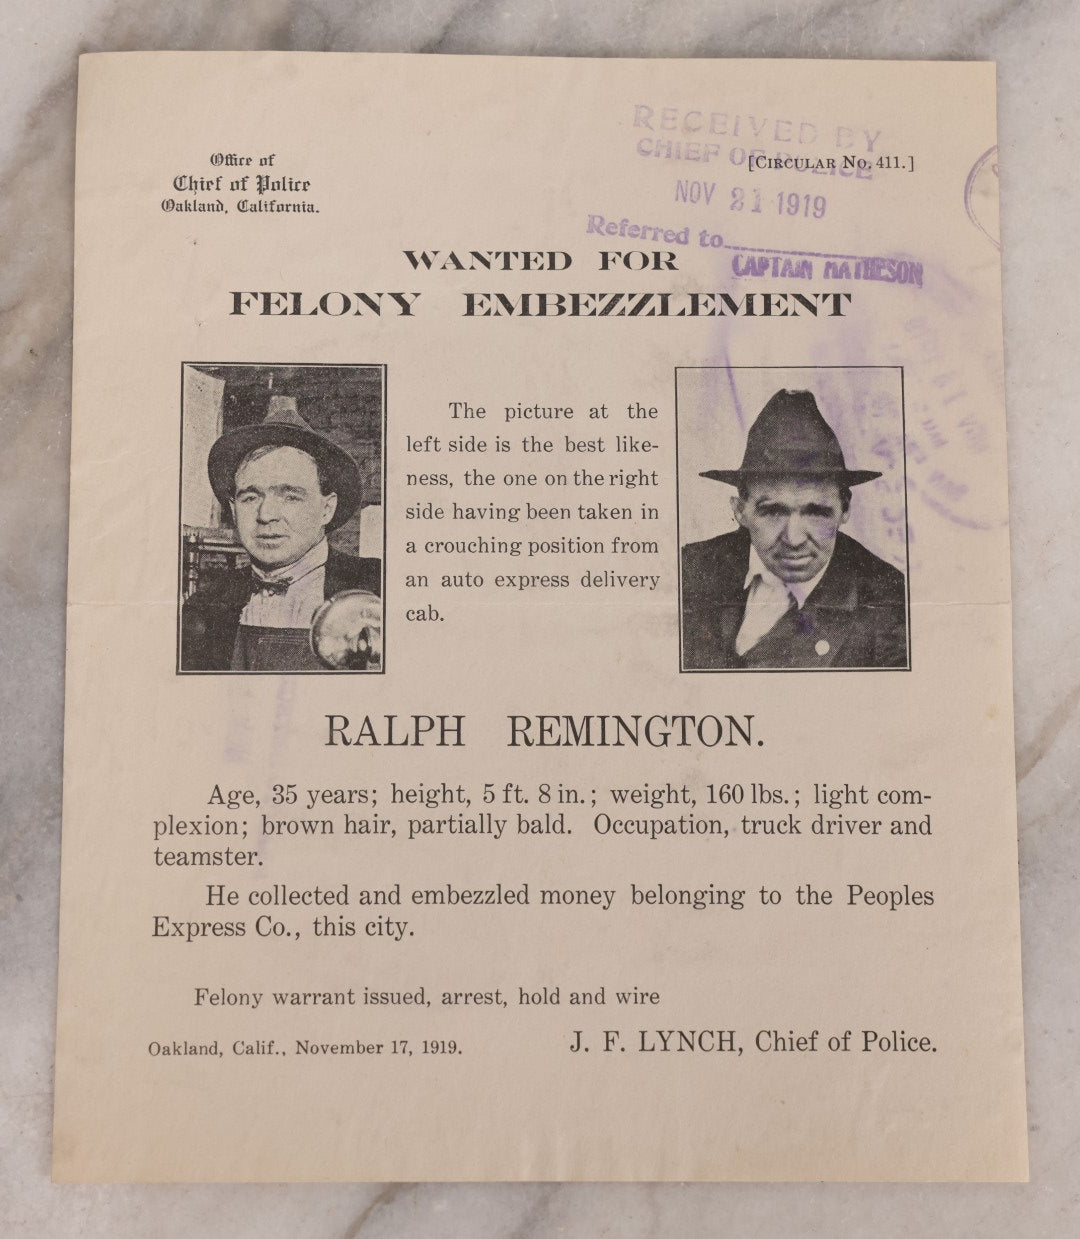 Office of
Chief of Police
Oakland, California.
RECEIVED BY
CHIEF OF POLICE
[CIRCULAR No. 411.]
NOV 21 1919
Referred to
CAPTAIN MATHESON
WANTED FOR
FELONY EMBEZZLEMENT
The picture at the
left side is the best like-
ness, the one on the right
side having been taken in
a crouching position from
an auto express delivery
cab.
RALPH REMINGTON.
Age, 35 years; height, 5 ft. 8 in.; weight, 160 lbs.; light com-
plexion; brown hair, partially bald. Occupation, truck driver and
teamster.
He collected and embezzled money belonging to the Peoples
Express Co., this city.
Felony warrant issued, arrest, hold and wire
Oakland, Calif., November 17, 1919.
J. F. LYNCH, Chief of Police.